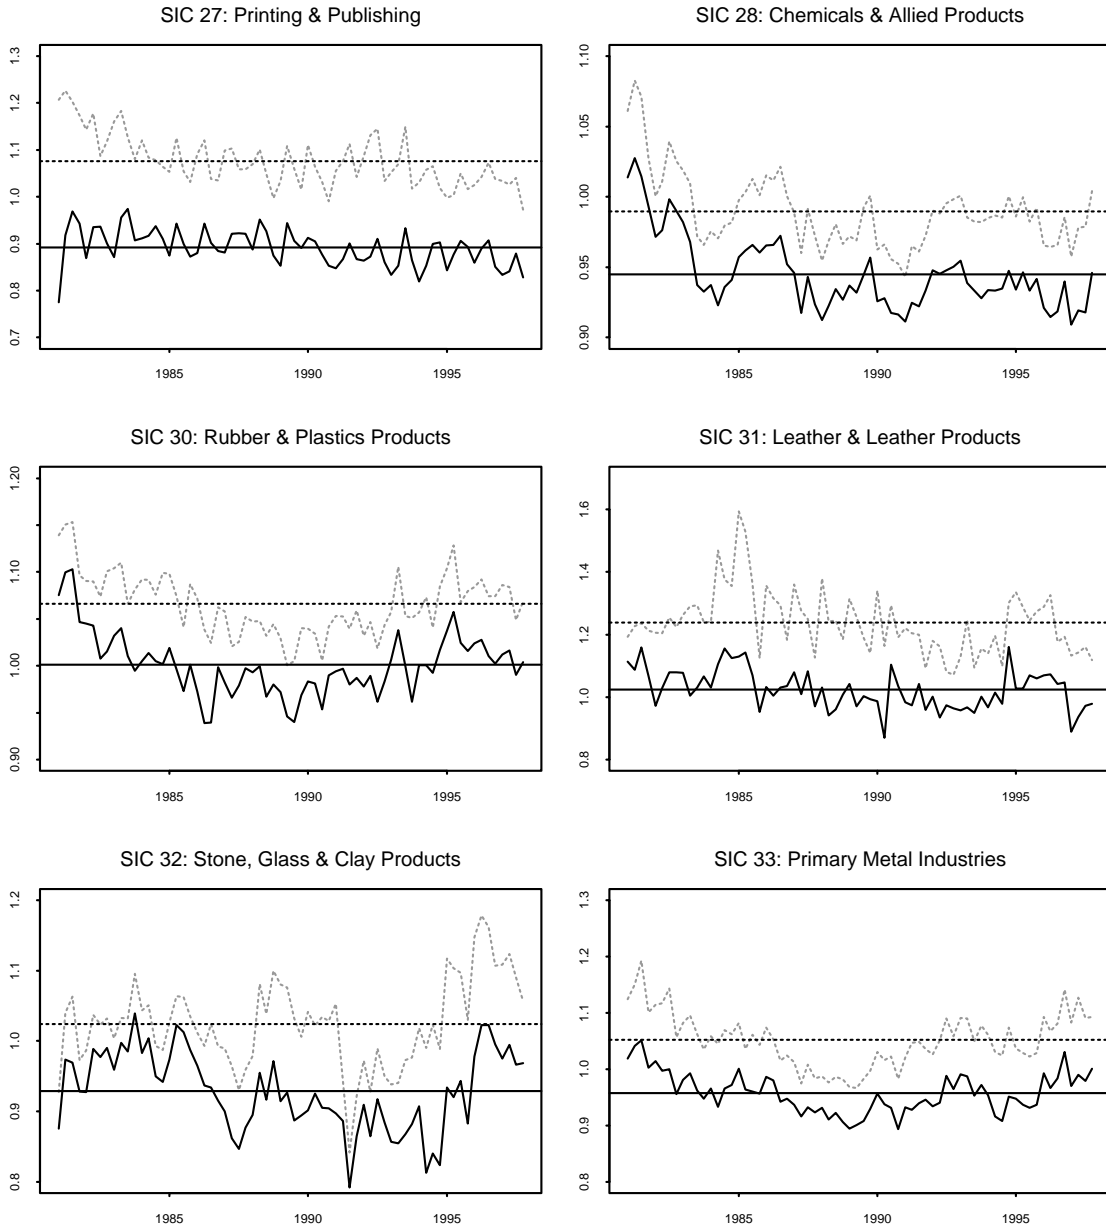 SIC 27: Printing & Publishing
1.3
1.2
1.1
1.0
0.9
0.8
0.7
1985 1990 1995
SIC 28: Chemicals & Allied Products
1.10
1.05
1.00
0.95
0.90
1985 1990 1995
SIC 30: Rubber & Plastics Products
1.20
1.10
1.00
0.90
1985 1990 1995
SIC 31: Leather & Leather Products
1.6
1.4
1.2
1.0
0.8
1985 1990 1995
SIC 32: Stone, Glass & Clay Products
1.2
1.1
1.0
0.9
0.8
1985 1990 1995
SIC 33: Primary Metal Industries
1.3
1.2
1.1
1.0
0.9
0.8
1985 1990 1995